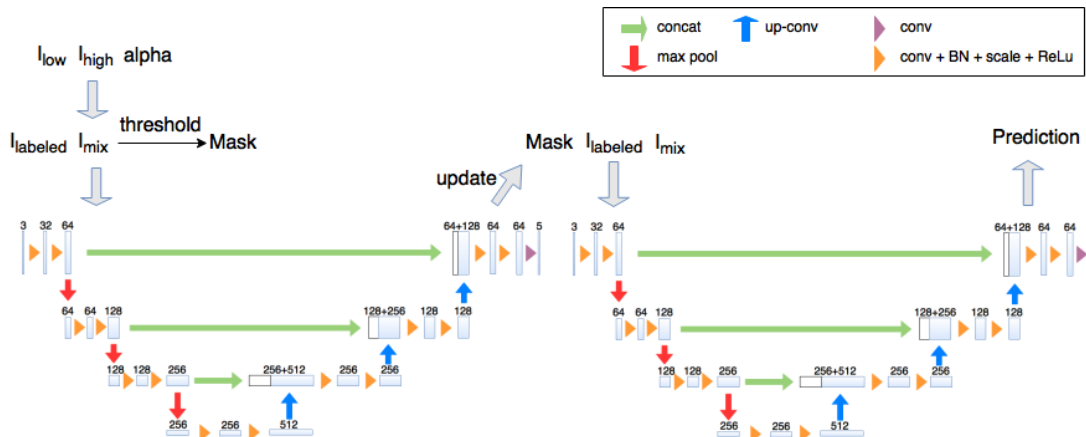 concat
up-conv
conv
max pool
conv + BN + scale + ReLu
I_low I_high alpha
threshold
I_labeled I_mix
Mask
update
Mask I_labeled I_mix
Prediction
3 32 64
64+128 64 64 5
3 32 64
64+128 64 64
64 64 128
128+256 128 128
64 64 128
128+256 128 128
128 128 256
256+512 256 256
128 128 256
256+512 256 256
256 256 512
256 256 512